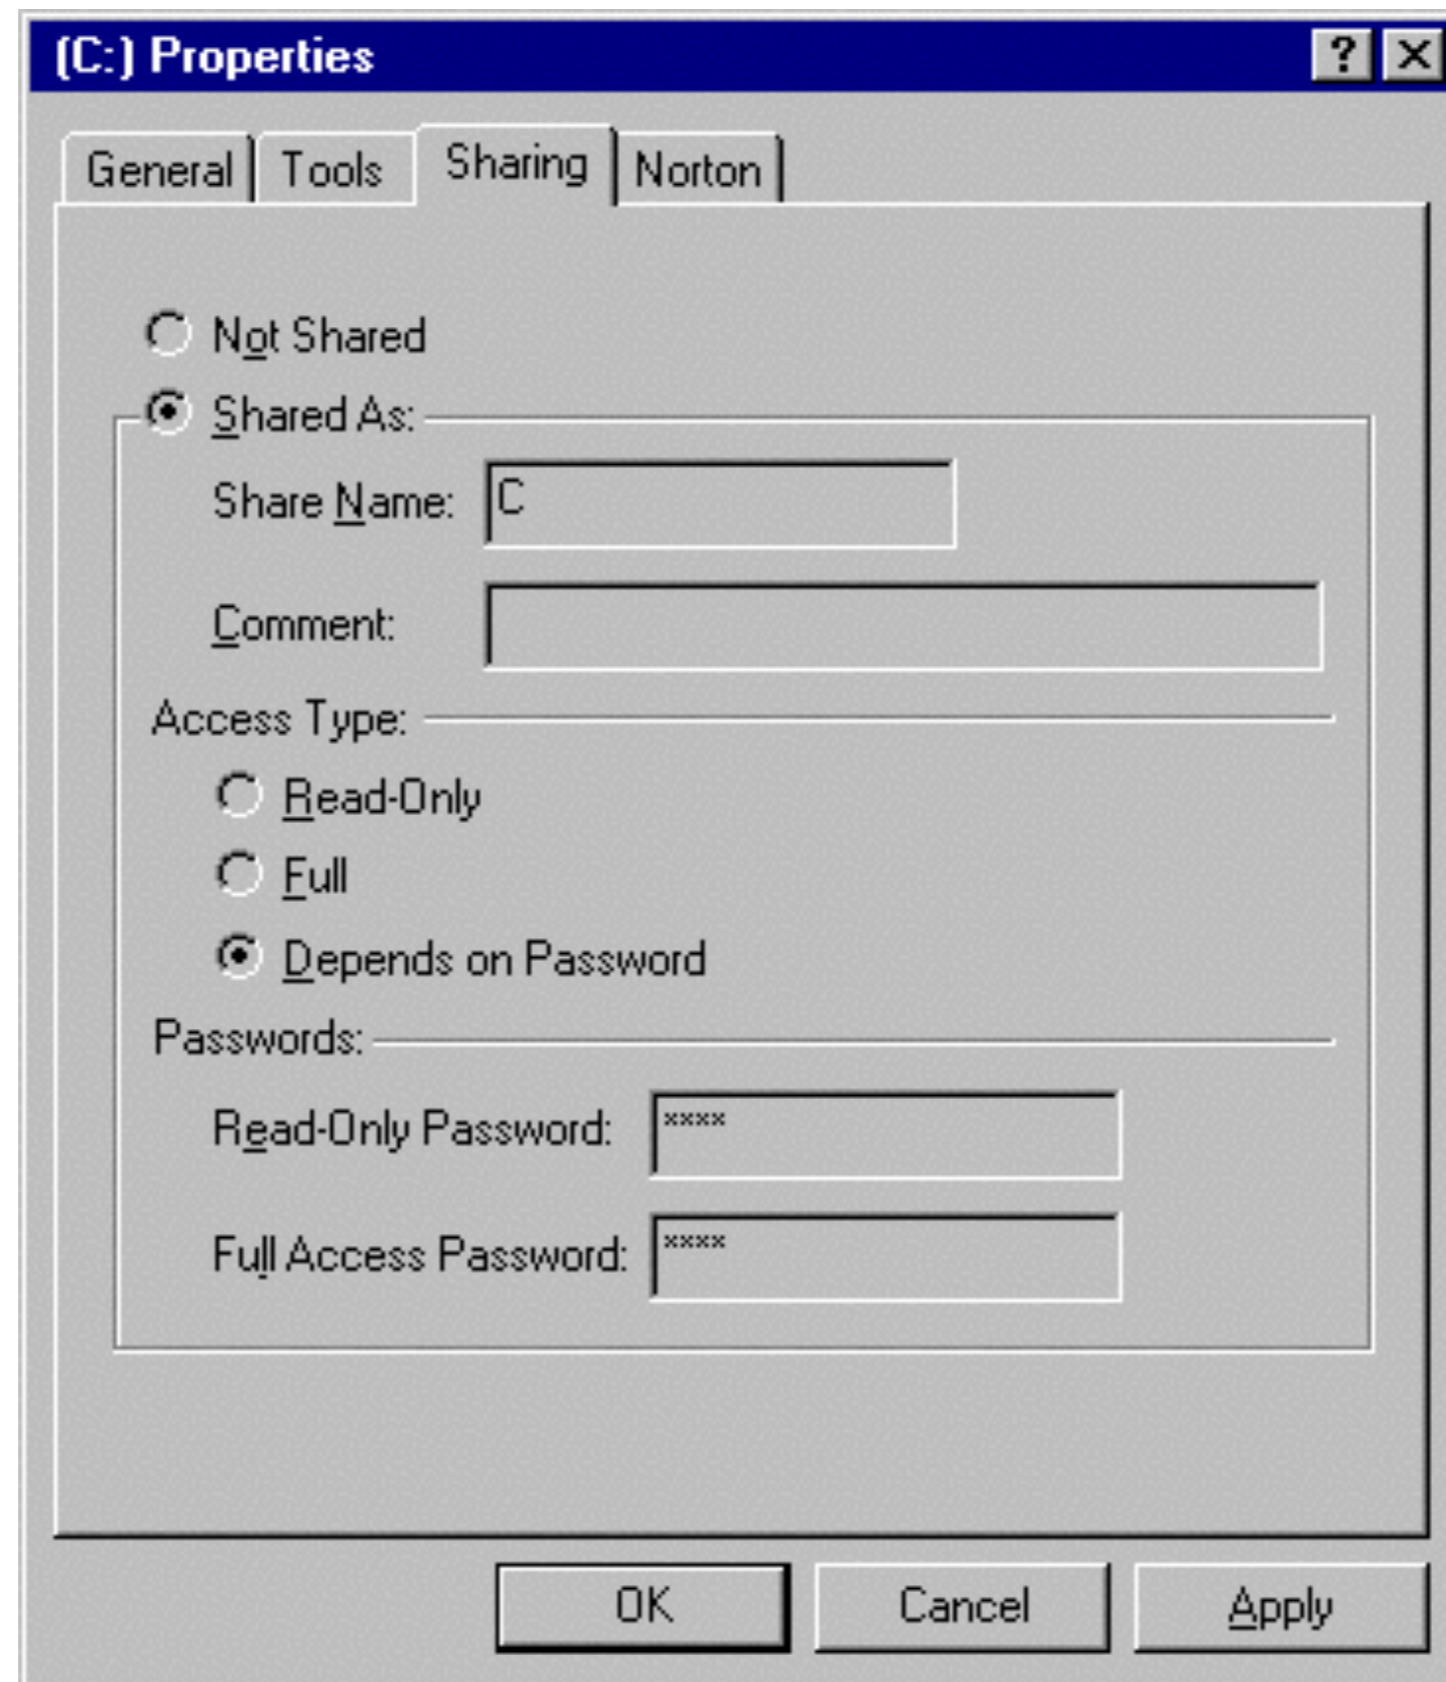 (C:) Properties ? X
General Tools Sharing Norton
Not Shared
Shared As:
Share Name: C
Comment:
Access Type:
Read-Only
Full
Depends on Password
Passwords:
Read-Only Password: ****
Full Access Password: ****
OK Cancel Apply